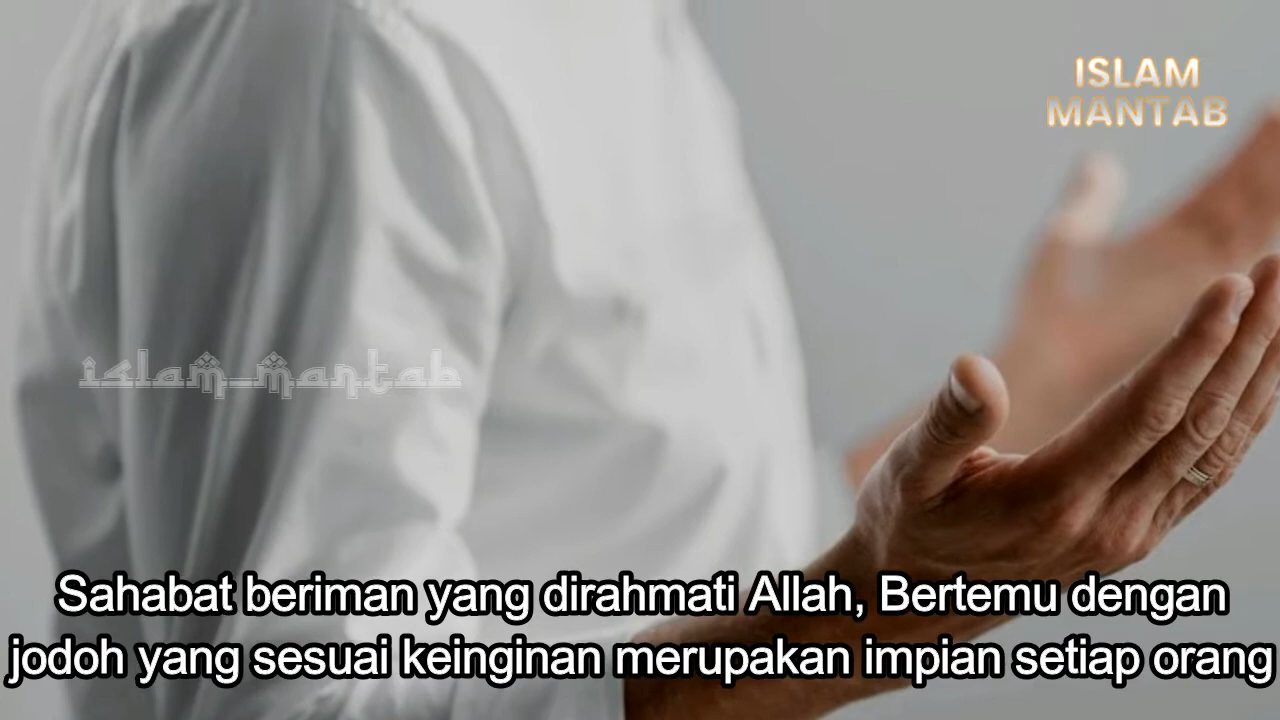 ISLAM
MANTAB
islam_mantab
Sahabat beriman yang dirahmati Allah, Bertemu dengan
jodoh yang sesuai keinginan merupakan impian setiap orang